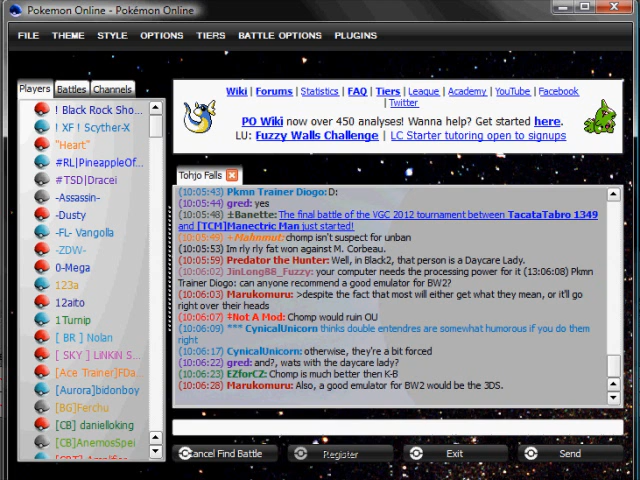 Pokemon Online - Pokémon Online
FILE THEME STYLE OPTIONS TIERS BATTLE OPTIONS PLUGINS
Players Battles Channels
! Black Rock Sho...
! XF ! Scyther-X
"Heart"
#RL|PineappleOf...
#TSD|Dracei
-Assassin-
-Dusty
-FL- Vangolla
-ZDW-
0-Mega
123a
12aito
1Turnip
[ BR ] Nolan
[ SKY ] LiNKiN S...
[Ace Trainer]FDa...
[Aurora]bidonboy
[BG]Ferchu
[CB] danielloking
[CB]AnemosSpei
Wiki | Forums | Statistics | FAQ | Tiers | League | Academy | YouTube | Facebook
| Twitter
PO Wiki now over 450 analyses! Wanna help? Get started here.
LU: Fuzzy Walls Challenge | LC Starter tutoring open to signups
Tohjo Falls
(10:05:43) Pkmn Trainer Diogo: D:
(10:05:44) gred: yes
(10:05:48) ±Banette: The final battle of the VGC 2012 tournament between TacataTabro 1349
and [TCM]Manectric Man just started!
(10:05:49) +Mahnmut: chomp isn't suspect for unban
(10:05:53) Im rly rly fat won against M. Corbeau.
(10:05:59) Predator the Hunter: Well, in Black2, that person is a Daycare Lady.
(10:06:02) JinLong88_Fuzzy: your computer needs the processing power for it (13:06:08) Pkmn
Trainer Diogo: can anyone recommend a good emulator for BW2?
(10:06:03) Marukomuru: >despite the fact that most will either get what they mean, or it'll go
right over their heads
(10:06:07) ‡Not A Mod: Chomp would ruin OU
(10:06:09) *** CynicalUnicorn thinks double entendres are somewhat humorous if you do them
right
(10:06:17) CynicalUnicorn: otherwise, they're a bit forced
(10:06:22) gred: and?, wats with the daycare lady?
(10:06:23) EZforCZ: Chomp is much better then K-B
(10:06:28) Marukomuru: Also, a good emulator for BW2 would be the 3DS.
Cancel Find Battle Register Exit Send